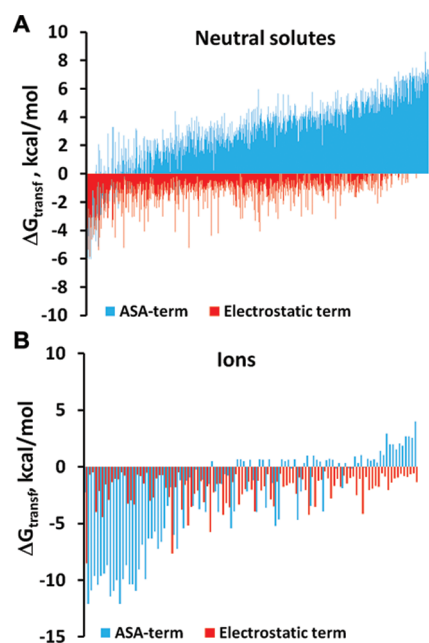 A
Neutral solutes
10
8
6
4
2
0
-2
-4
-6
-8
-10
ΔGtransf , kcal/mol
ASA-term Electrostatic term
B
Ions
10
5
0
-5
-10
-15
ΔGtransf, kcal/mol
ASA-term Electrostatic term